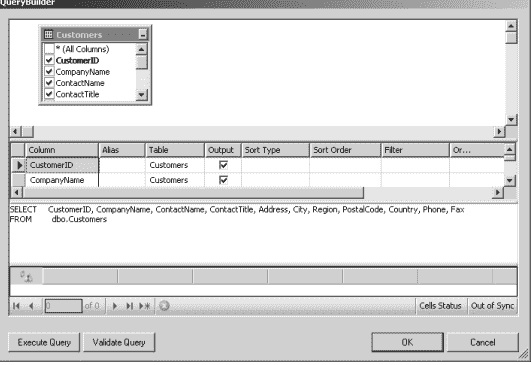 QueryBuilder
Customers
* (All Columns)
CustomerID
CompanyName
ContactName
ContactTitle
Column Alias Table Output Sort Type Sort Order Filter Or...
CustomerID Customers
CompanyName Customers
SELECT CustomerID, CompanyName, ContactName, ContactTitle, Address, City, Region, PostalCode, Country, Phone, Fax
FROM dbo.Customers
0 of 0 Cells Status Out of Sync
Execute Query Validate Query OK Cancel